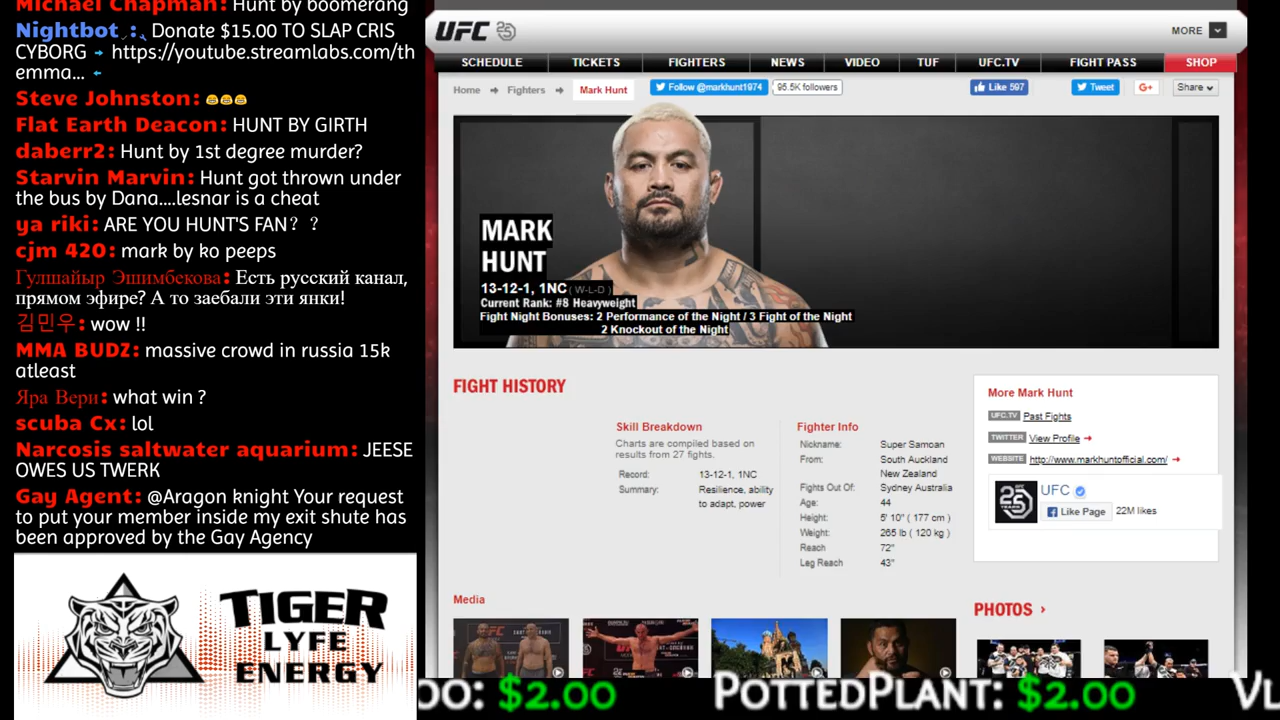 Michael Chapman: Hunt by boomerang
Nightbot: Donate $15.00 TO SLAP CRIS
CYBORG → https://youtube.streamlabs.com/th
emma... ←
Steve Johnston:
Flat Earth Deacon: HUNT BY GIRTH
daberr2: Hunt by 1st degree murder?
Starvin Marvin: Hunt got thrown under
the bus by Dana....lesnar is a cheat
ya riki: ARE YOU HUNT'S FAN？？
cjm 420: mark by ko peeps
Гулшайыр Эшимбекова: Есть русский канал,
прямом эфире? А то заебали эти янки!
김민우: wow !!
MMA BUDZ: massive crowd in russia 15k
atleast
Яра Вери: what win ?
scuba Cx: lol
Narcosis saltwater aquarium: JEESE
OWES US TWERK
Gay Agent: @Aragon knight Your request
to put your member inside my exit shute has
been approved by the Gay Agency
TIGER
LYFE
ENERGY
UFC 25
MORE
SCHEDULE TICKETS FIGHTERS NEWS VIDEO TUF UFC.TV FIGHT PASS SHOP
Home → Fighters → Mark Hunt Follow @markhunt1974 95.5K followers Like 597 Tweet G+ Share
MARK
HUNT
13-12-1, 1NC ( W-L-D )
Current Rank: #8 Heavyweight
Fight Night Bonuses: 2 Performance of the Night / 3 Fight of the Night
2 Knockout of the Night
FIGHT HISTORY
Skill Breakdown
Charts are compiled based on
results from 27 fights.
Record: 13-12-1, 1NC
Summary: Resilience, ability
to adapt, power
Fighter Info
Nickname: Super Samoan
From: South Auckland
New Zealand
Fights Out Of: Sydney Australia
Age: 44
Height: 5' 10" ( 177 cm )
Weight: 265 lb ( 120 kg )
Reach 72"
Leg Reach 43"
More Mark Hunt
UFC.TV Past Fights
TWITTER View Profile →
WEBSITE http://www.markhuntofficial.com/ →
UFC
25 YEARS
Like Page 22M likes
Media
PHOTOS ›
OO: $2.00 POTTEDPLANT: $2.00 VL